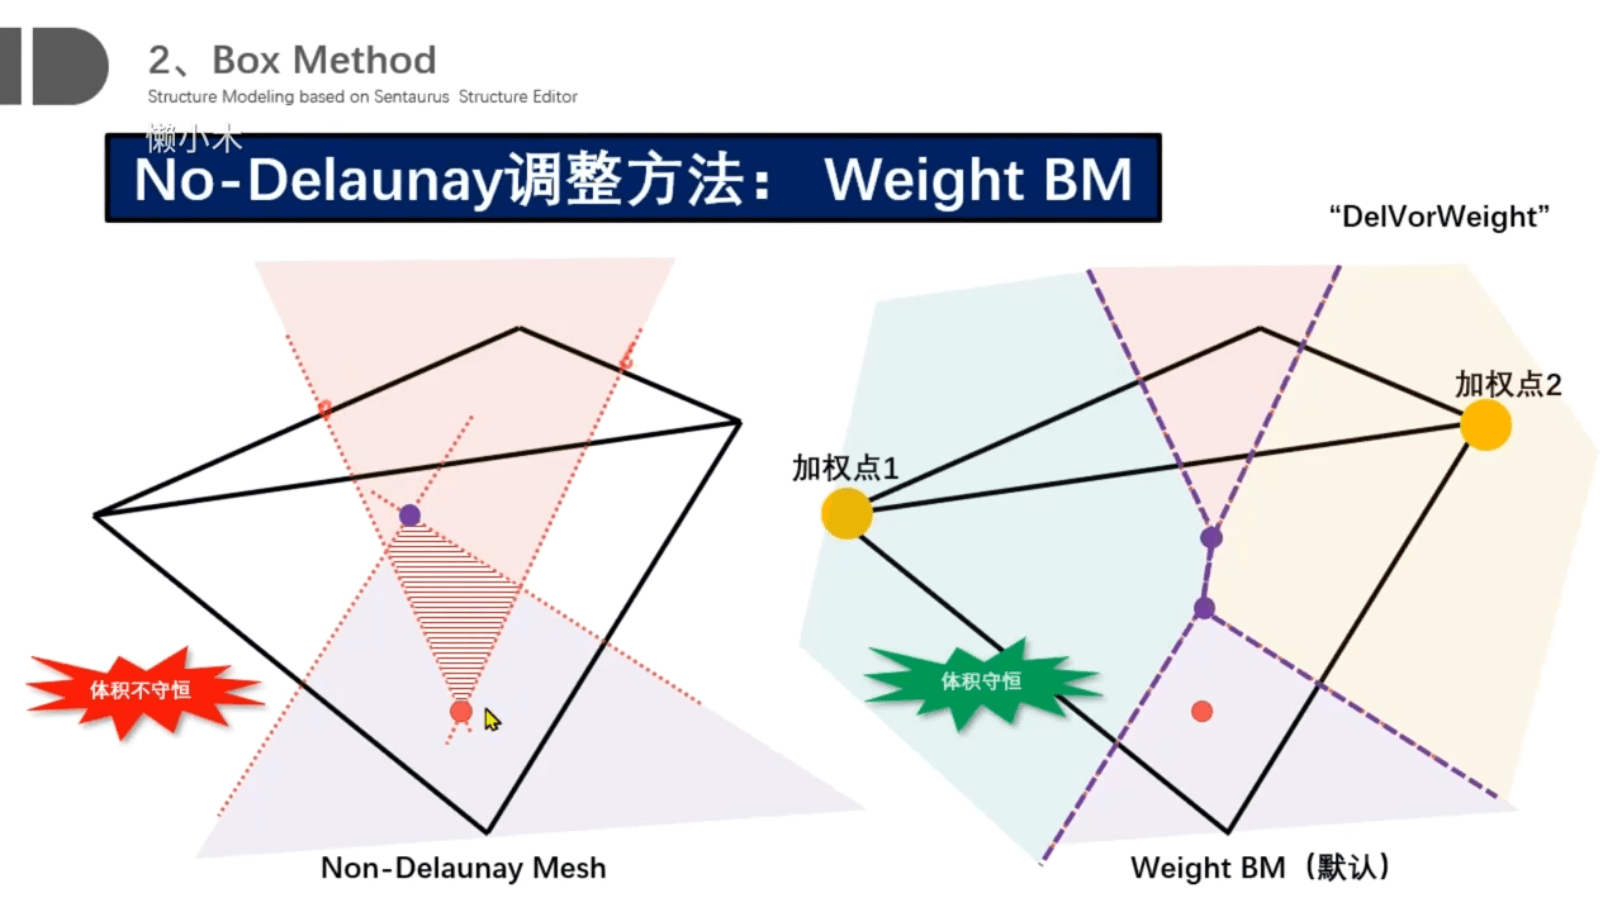 2、Box Method
Structure Modeling based on Sentaurus Structure Editor
懒小木
No-Delaunay调整方法： Weight BM
“DelVorWeight”
加权点2
加权点1
体积不守恒
体积守恒
Non-Delaunay Mesh
Weight BM（默认）